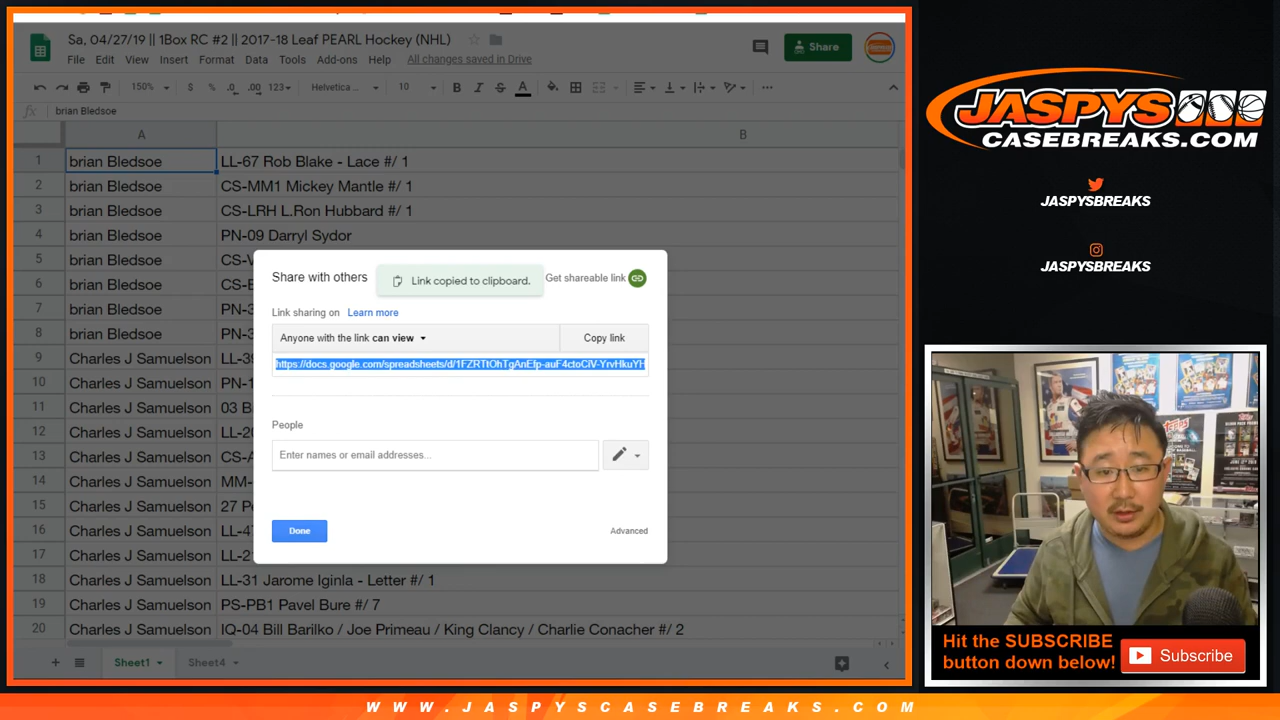 Sa, 04/27/19 || 1Box RC #2 || 2017-18 Leaf PEARL Hockey (NHL)
Share
File Edit View Insert Format Data Tools Add-ons Help All changes saved in Drive
150% $ % .0 .00 123 Helvetica ... 10 B I S A
fx brian Bledsoe
A B
1 brian Bledsoe LL-67 Rob Blake - Lace #/ 1
2 brian Bledsoe CS-MM1 Mickey Mantle #/ 1
3 brian Bledsoe CS-LRH L.Ron Hubbard #/ 1
4 brian Bledsoe PN-09 Darryl Sydor
5 brian Bledsoe
6 brian Bledsoe
7 brian Bledsoe
8 brian Bledsoe
9 Charles J Samuelson
10 Charles J Samuelson
11 Charles J Samuelson
12 Charles J Samuelson
13 Charles J Samuelson
14 Charles J Samuelson
15 Charles J Samuelson
16 Charles J Samuelson
17 Charles J Samuelson
18 Charles J Samuelson LL-31 Jarome Iginla - Letter #/ 1
19 Charles J Samuelson PS-PB1 Pavel Bure #/ 7
20 Charles J Samuelson IQ-04 Bill Barilko / Joe Primeau / King Clancy / Charlie Conacher #/ 2
Sheet1 Sheet4
Share with others
Link copied to clipboard.
Get shareable link
Link sharing on Learn more
Anyone with the link can view
Copy link
People
Enter names or email addresses...
Done
Advanced
JASPYS
CASEBREAKS.COM
JASPYSBREAKS
JASPYSBREAKS
Hit the SUBSCRIBE
button down below!
Subscribe
WWW.JASPYSCASEBREAKS.COM